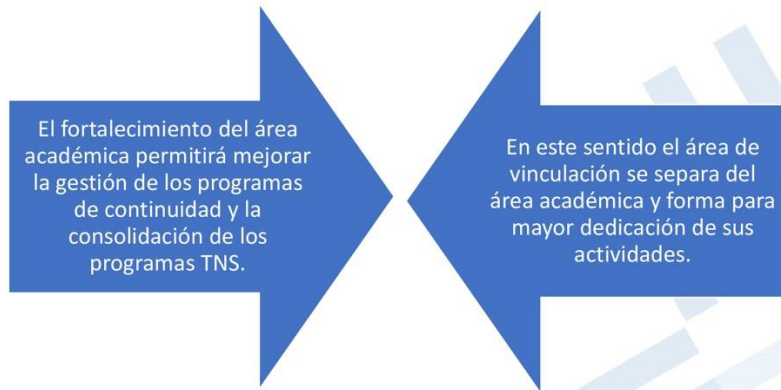 El fortalecimiento del área
académica permitirá mejorar
la gestión de los programas
de continuidad y la
consolidación de los
programas TNS.
En este sentido el área de
vinculación se separa del
área académica y forma para
mayor dedicación de sus
actividades.